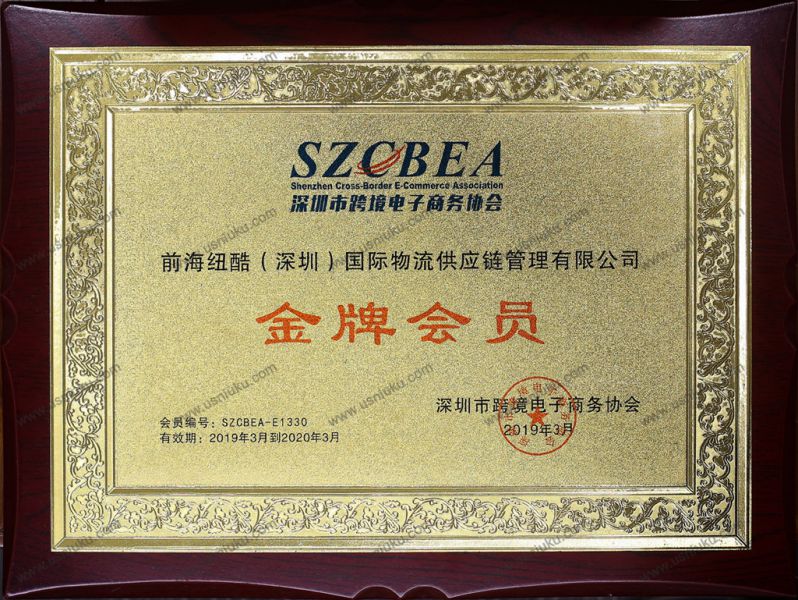 SZCBEA
Shenzhen Cross-Border E-Commerce Association
深圳市跨境电子商务协会
前海纽酷（深圳）国际物流供应链管理有限公司
金牌会员
深圳市跨境电子商务协会
2019年3月
会员编号：SZCBEA-E1330
有效期：2019年3月到2020年3月
www.usniuku.com